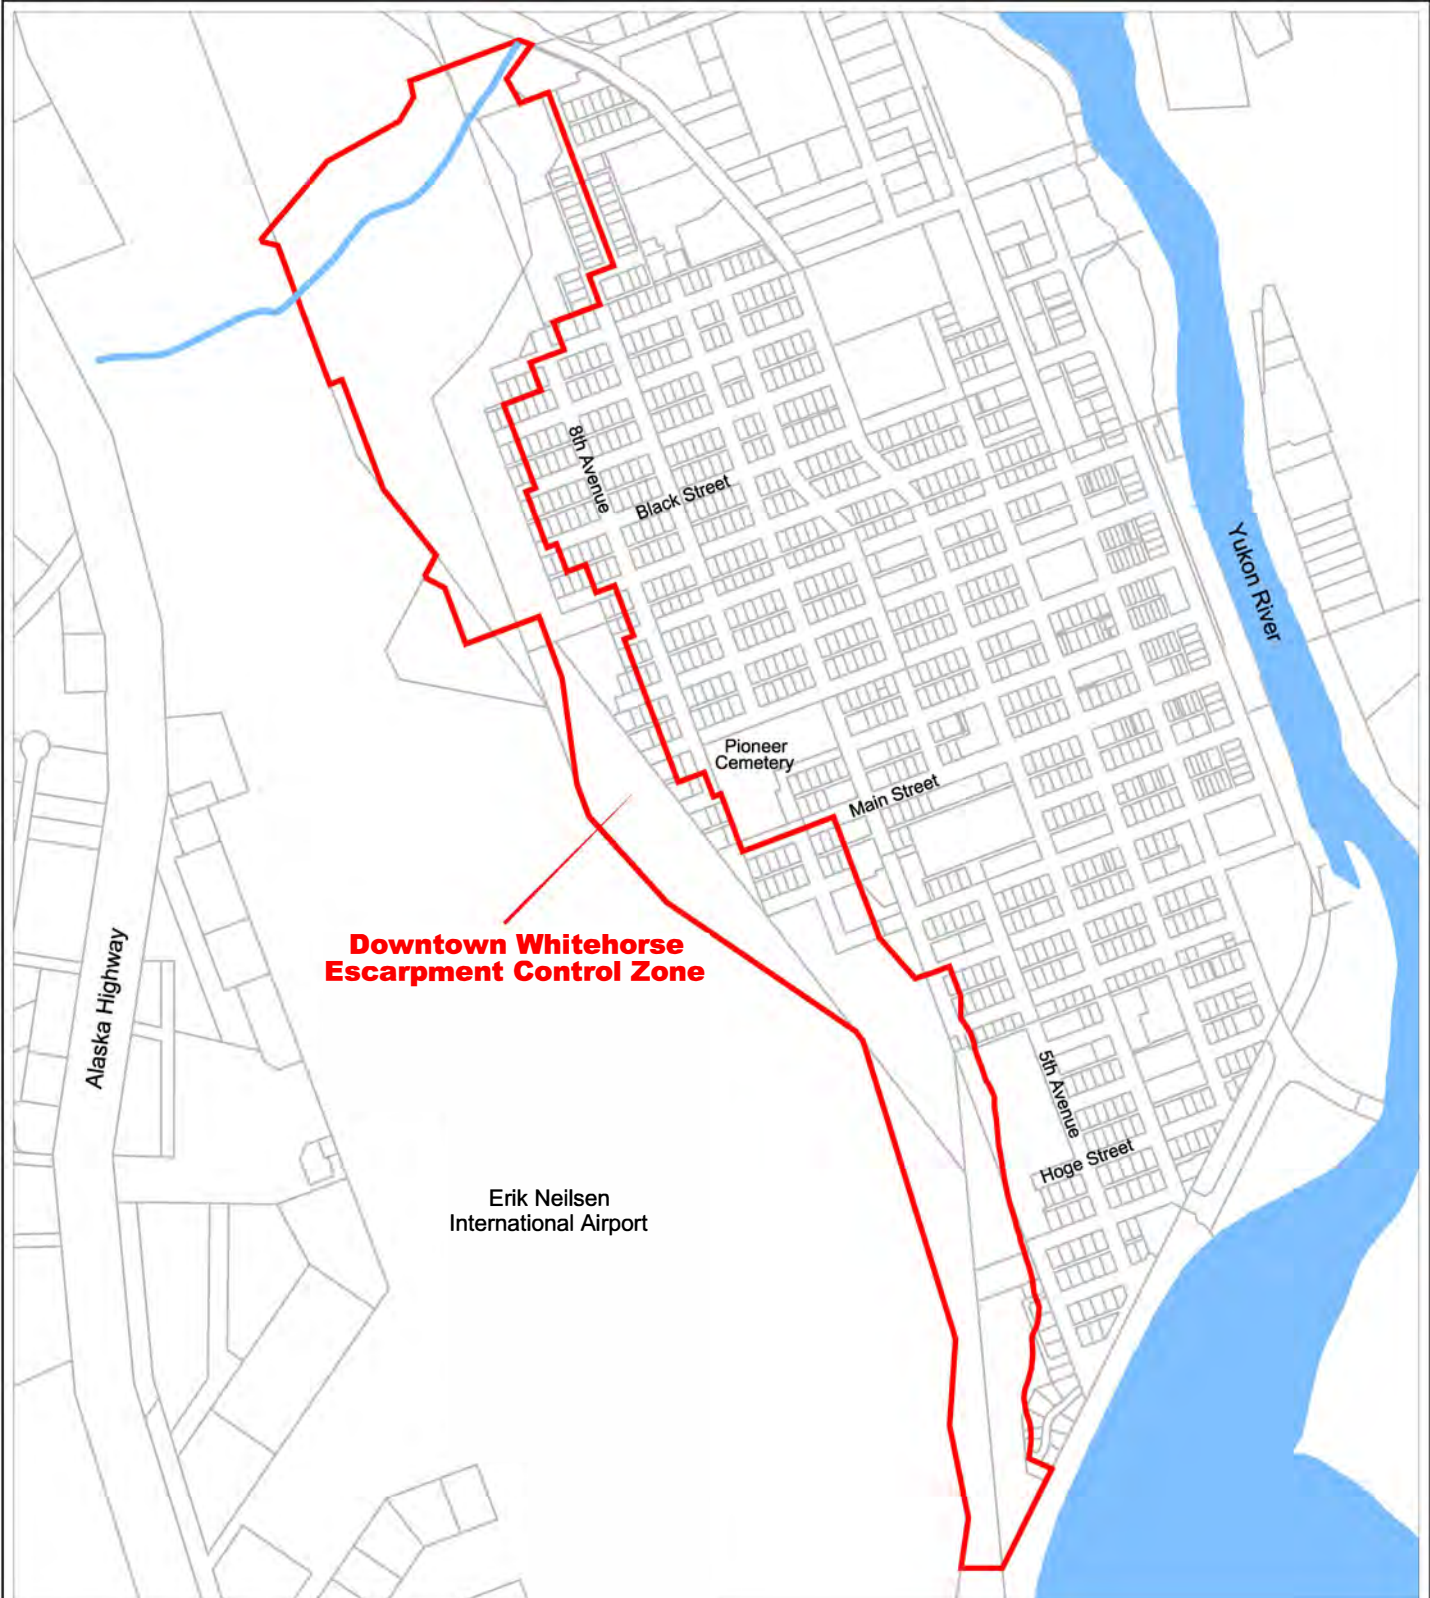 8th Avenue
Black Street
Yukon River
Pioneer
Cemetery
Main Street
Downtown Whitehorse
Escarpment Control Zone
Alaska Highway
5th Avenue
Hoge Street
Erik Neilsen
International Airport